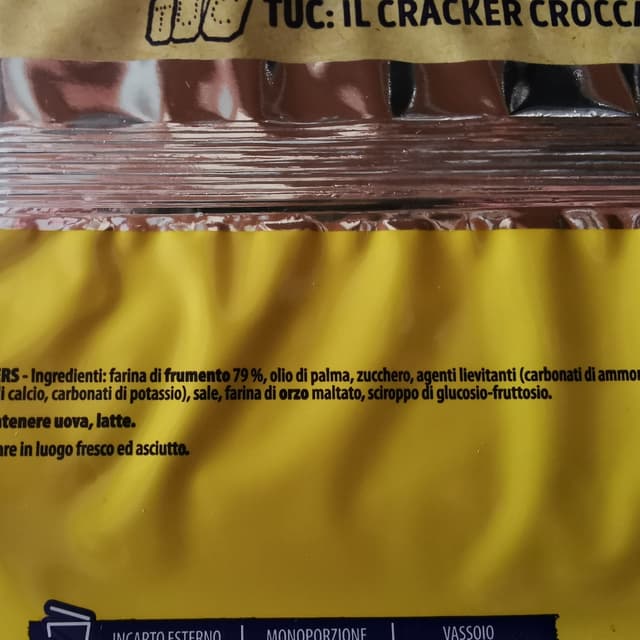 TUC TUC: IL CRACKER CROCCA
ERS - Ingredienti: farina di frumento 79 %, olio di palma, zucchero, agenti lievitanti (carbonati di ammon
i calcio, carbonati di potassio), sale, farina di orzo maltato, sciroppo di glucosio-fruttosio.
ntenere uova, latte.
are in luogo fresco ed asciutto.
INCARTO ESTERNO MONOPORZIONE VASSOIO